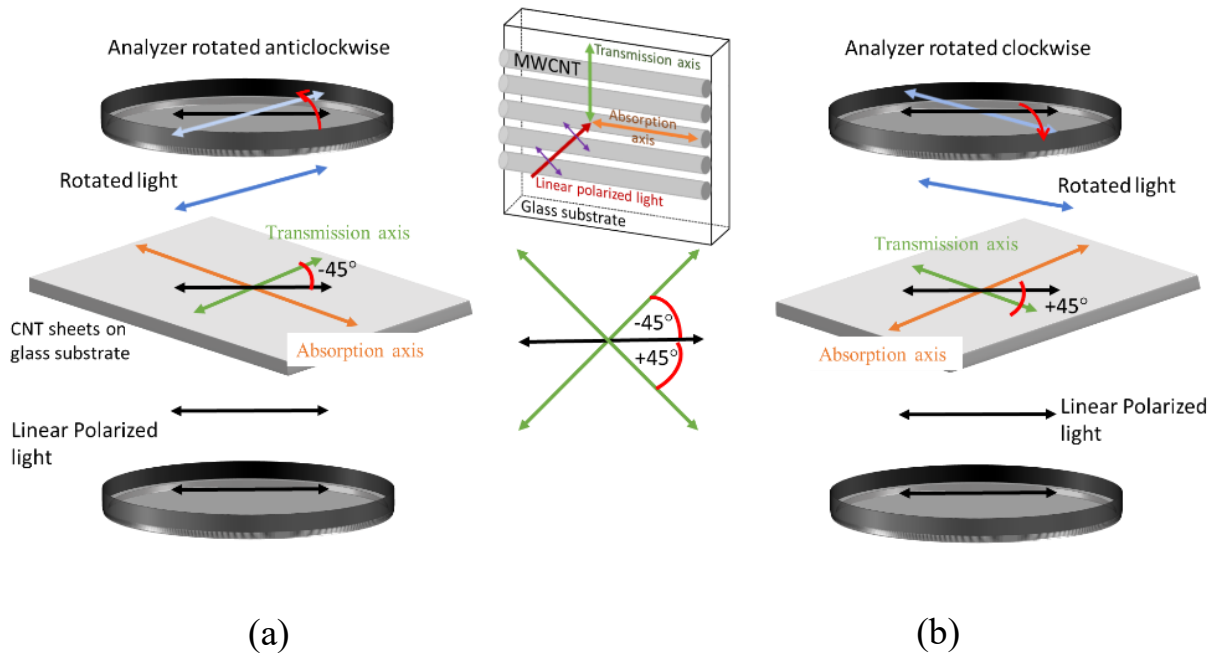 Analyzer rotated anticlockwise
Rotated light
Transmission axis
-45°
CNT sheets on
glass substrate
Absorption axis
Linear Polarized
light
(a)
MWCNT
Transmission axis
Absorption
axis
Linear polarized light
Glass substrate
-45°
+45°
Analyzer rotated clockwise
Rotated light
Transmission axis
+45°
Absorption axis
Linear Polarized
light
(b)